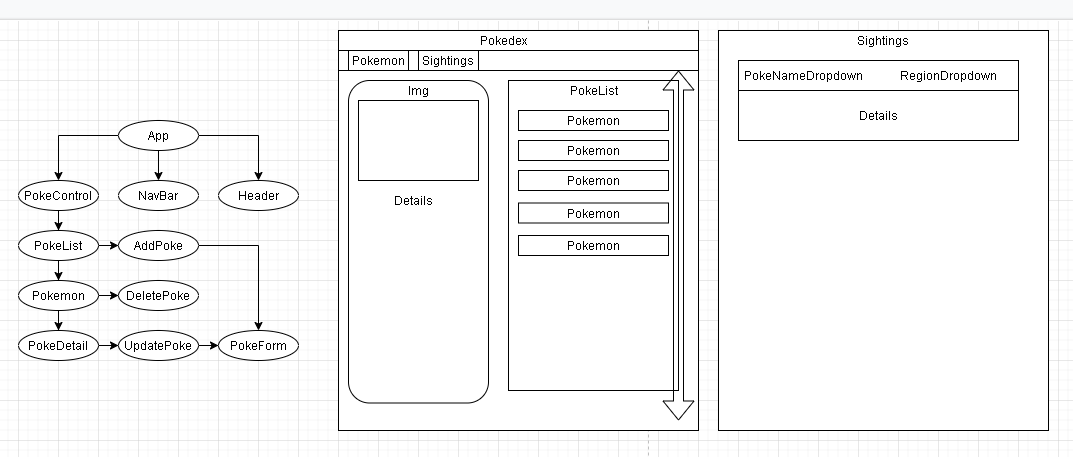 App
PokeControl
NavBar
Header
PokeList
AddPoke
Pokemon
DeletePoke
PokeDetail
UpdatePoke
PokeForm
Pokedex
Pokemon
Sightings
Img
Details
PokeList
Pokemon
Pokemon
Pokemon
Pokemon
Pokemon
Sightings
PokeNameDropdown
RegionDropdown
Details